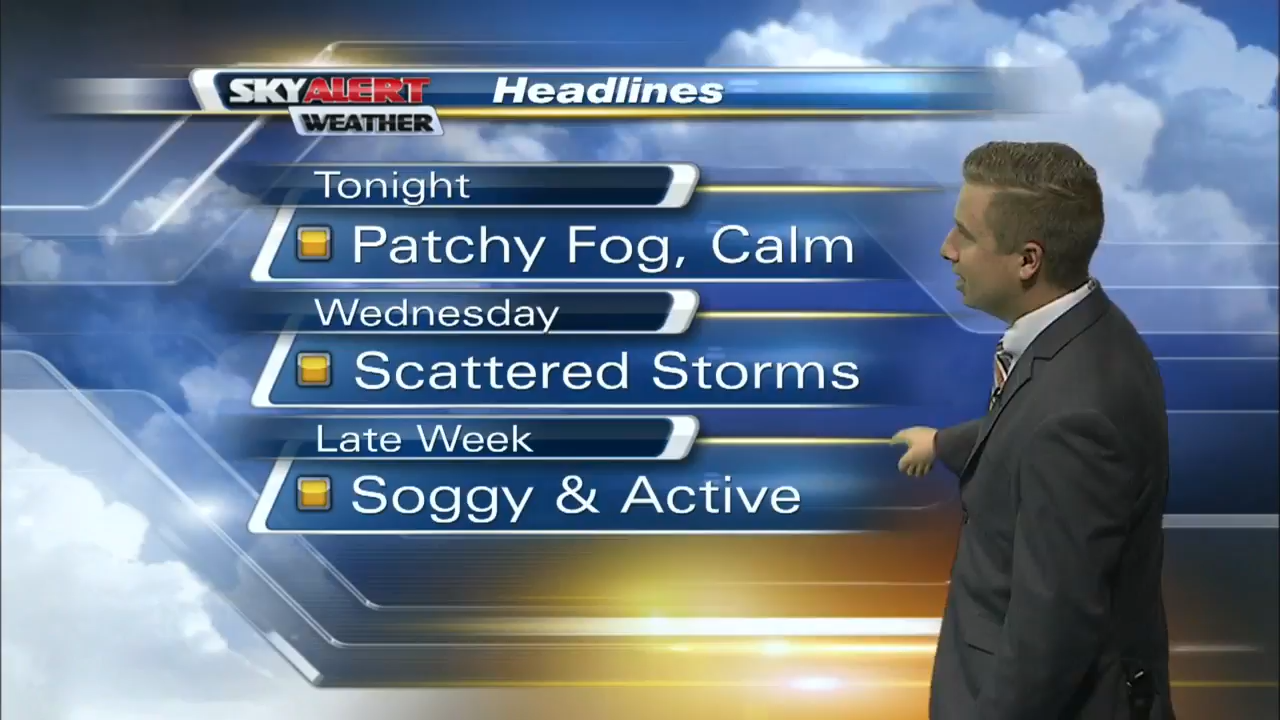 SKYALERT Headlines
WEATHER
Tonight
Patchy Fog, Calm
Wednesday
Scattered Storms
Late Week
Soggy & Active